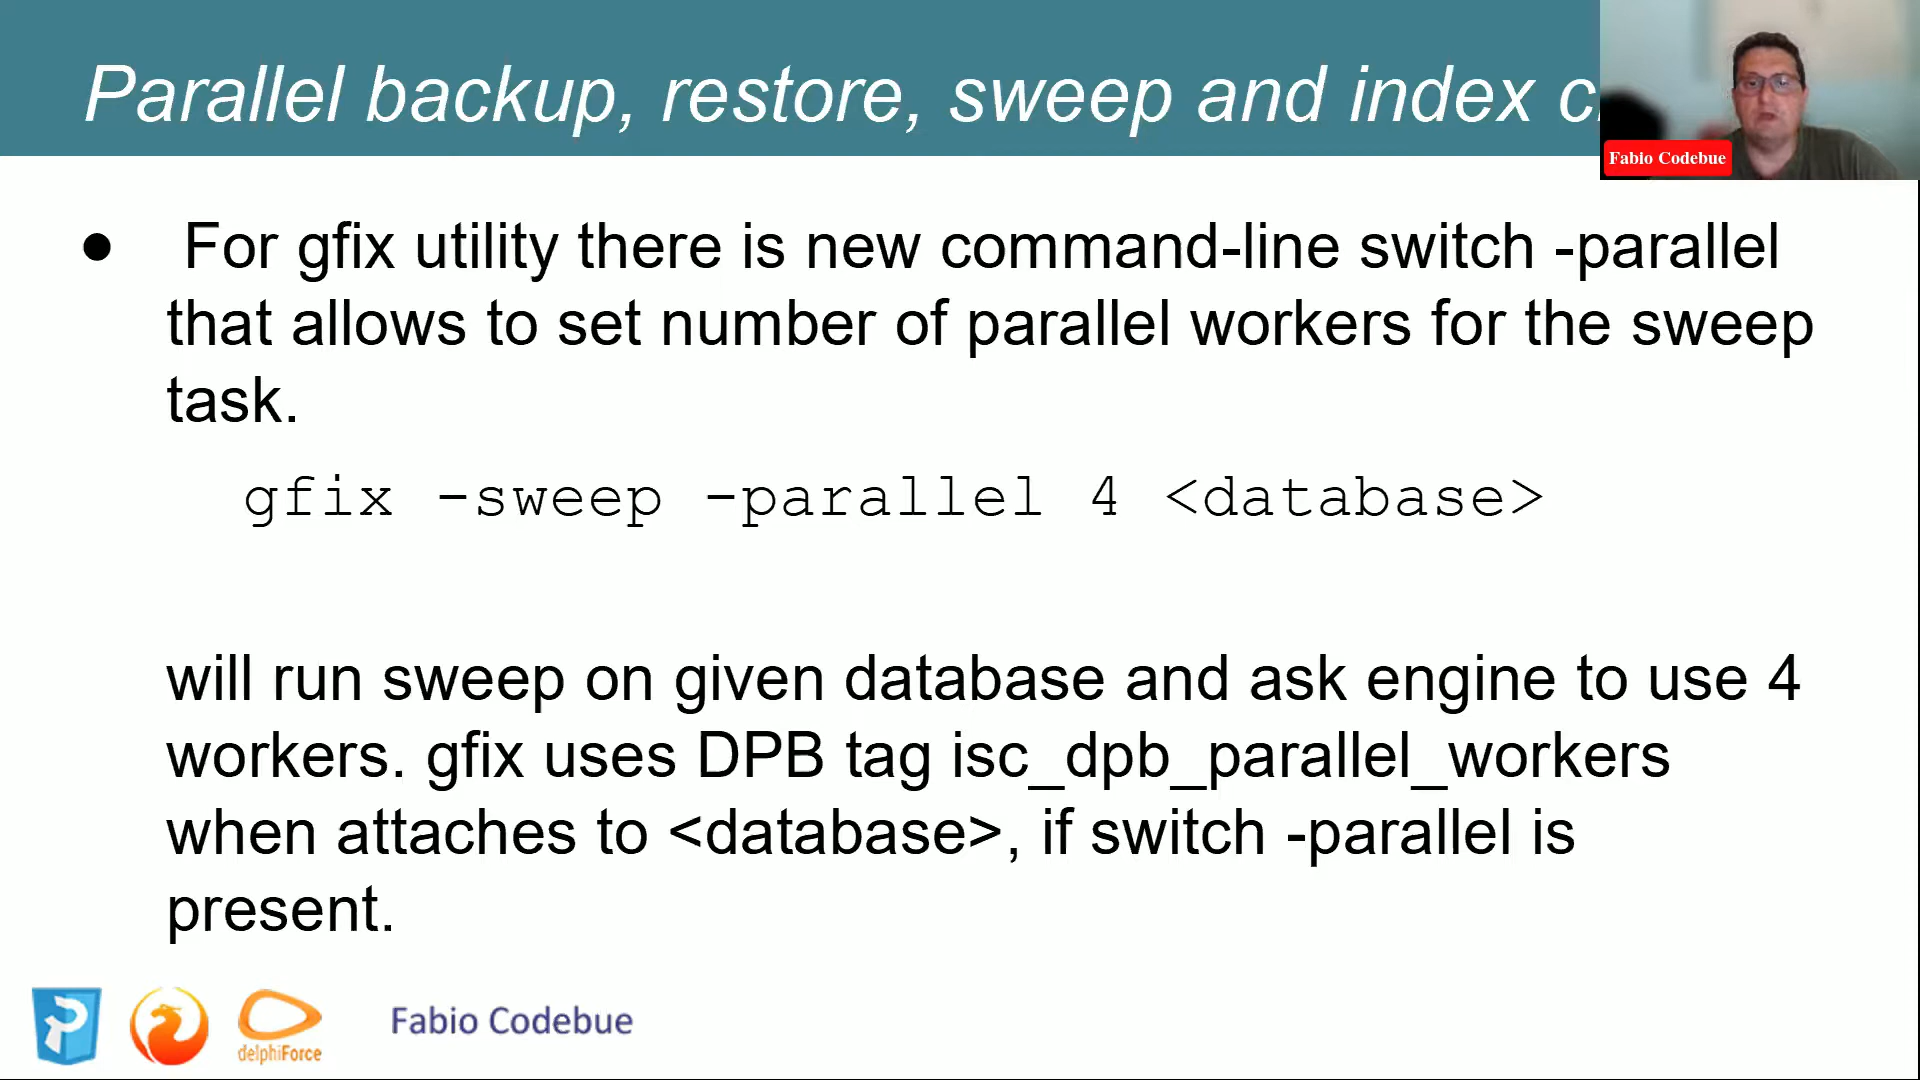 Parallel backup, restore, sweep and index c
Fabio Codebue
● For gfix utility there is new command-line switch -parallel
that allows to set number of parallel workers for the sweep
task.
gfix -sweep -parallel 4 <database>
will run sweep on given database and ask engine to use 4
workers. gfix uses DPB tag isc_dpb_parallel_workers
when attaches to <database>, if switch -parallel is
present.
delphiForce
Fabio Codebue